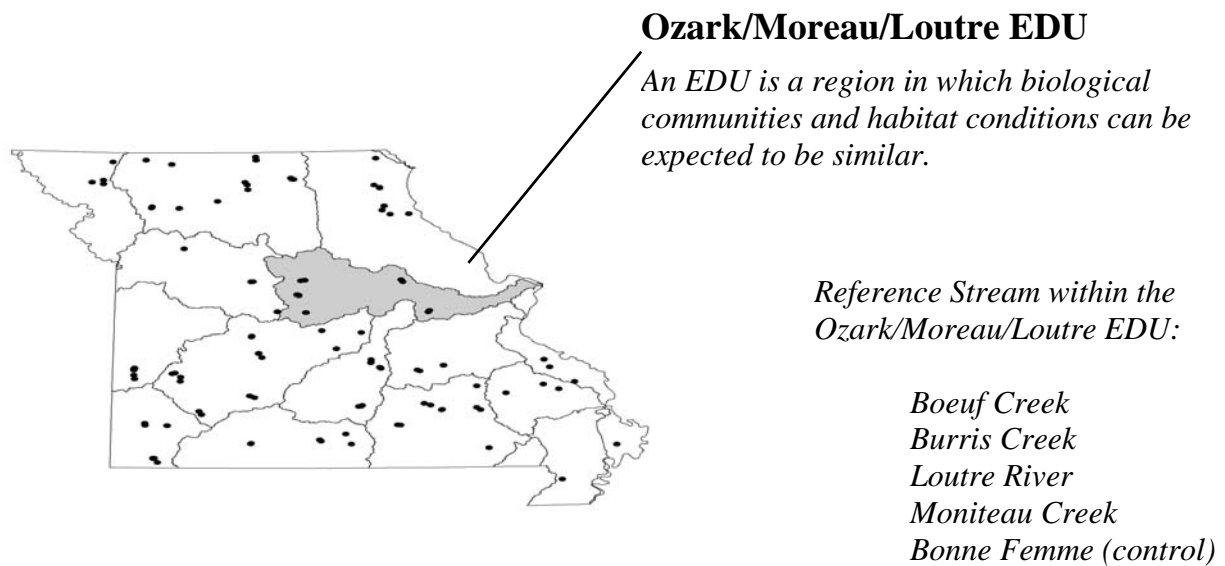 Ozark/Moreau/Loutre EDU
An EDU is a region in which biological
communities and habitat conditions can be
expected to be similar.
Reference Stream within the
Ozark/Moreau/Loutre EDU:
Boeuf Creek
Burris Creek
Loutre River
Moniteau Creek
Bonne Femme (control)